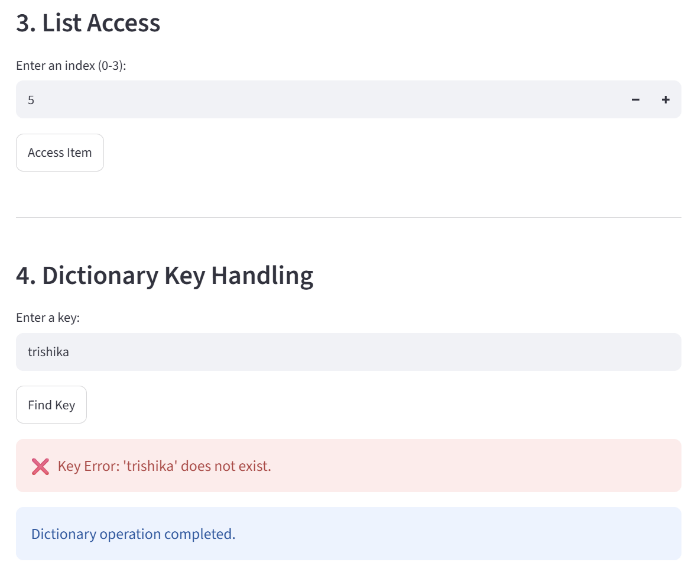 3. List Access
Enter an index (0-3):
5
Access Item
4. Dictionary Key Handling
Enter a key:
trishika
Find Key
❌ Key Error: 'trishika' does not exist.
Dictionary operation completed.